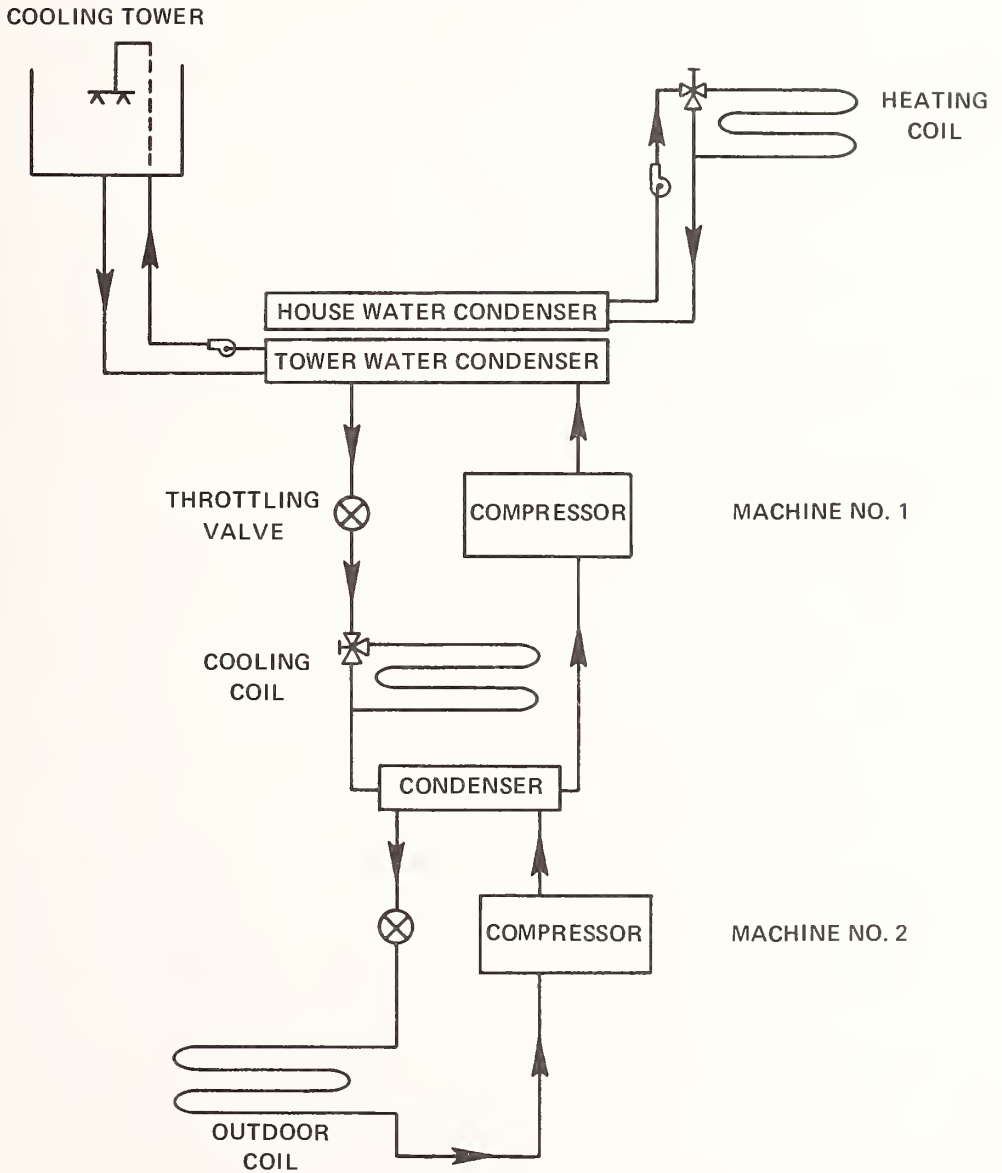 COOLING TOWER
HEATING
COIL
HOUSE WATER CONDENSER
TOWER WATER CONDENSER
THROTTLING
VALVE
COMPRESSOR
MACHINE NO. 1
COOLING
COIL
CONDENSER
COMPRESSOR
MACHINE NO. 2
OUTDOOR
COIL